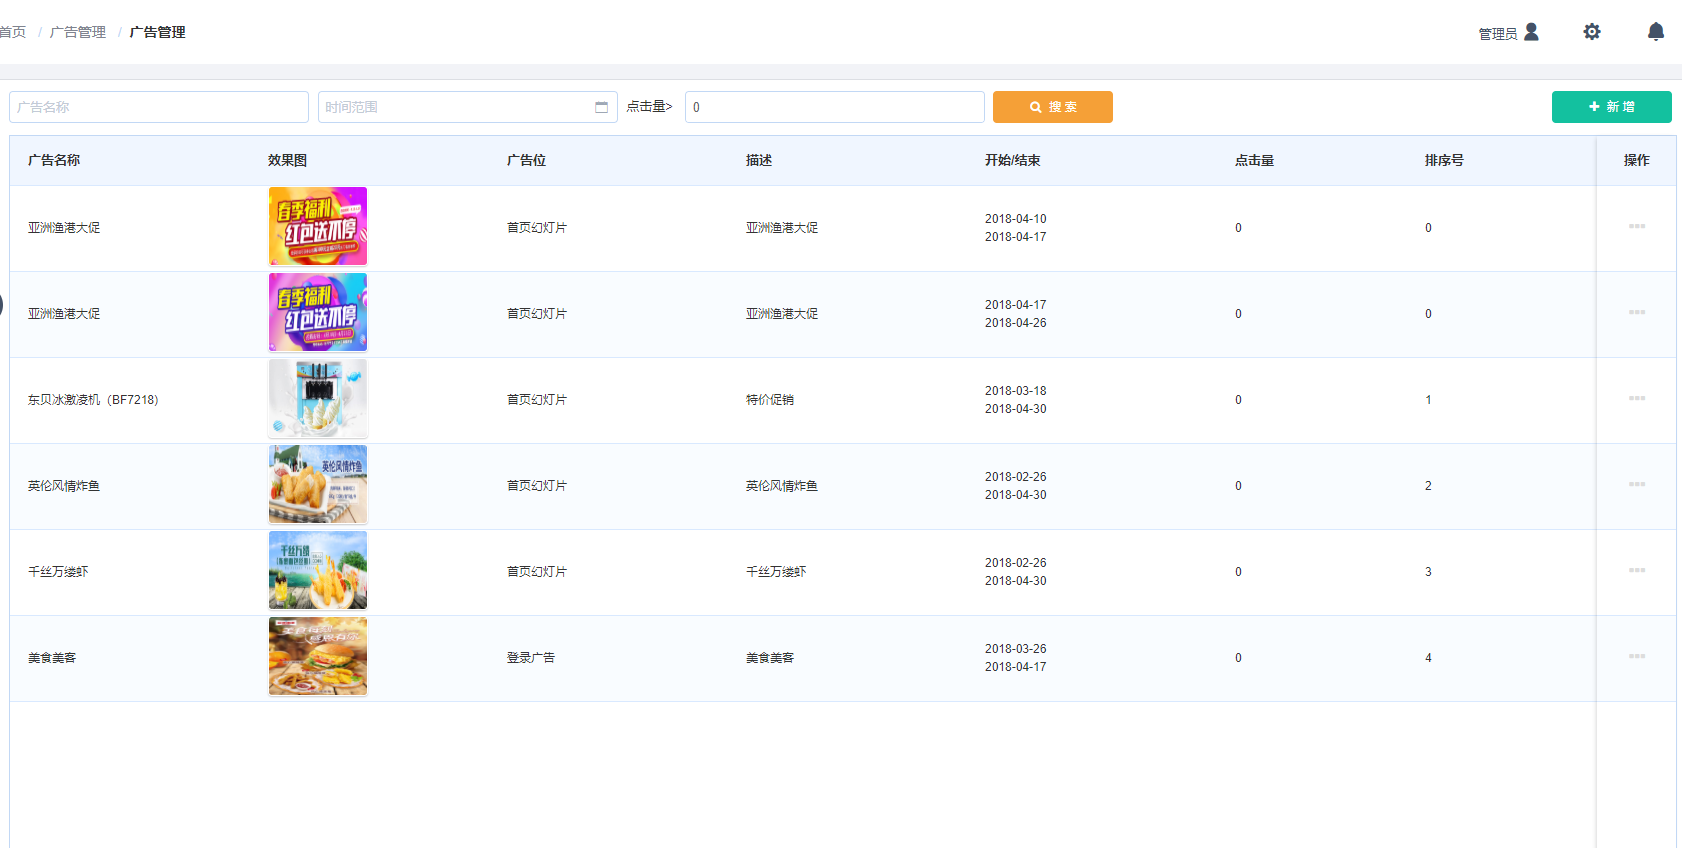 首页 / 广告管理 / 广告管理
管理员
广告名称
时间范围
点击量>
0
搜 索
新 增
广告名称 效果图 广告位 描述 开始/结束 点击量 排序号 操作
亚洲渔港大促
春季福利
红包送不停
首页幻灯片
亚洲渔港大促
2018-04-10
2018-04-17
0
0
亚洲渔港大促
春季福利
红包送不停
首页幻灯片
亚洲渔港大促
2018-04-17
2018-04-26
0
0
东贝冰激凌机（BF7218）
首页幻灯片
特价促销
2018-03-18
2018-04-30
0
1
英伦风情炸鱼
英伦风情炸鱼
首页幻灯片
英伦风情炸鱼
2018-02-26
2018-04-30
0
2
千丝万缕虾
千丝万缕
首页幻灯片
千丝万缕虾
2018-02-26
2018-04-30
0
3
美食美客
登录广告
美食美客
2018-03-26
2018-04-17
0
4